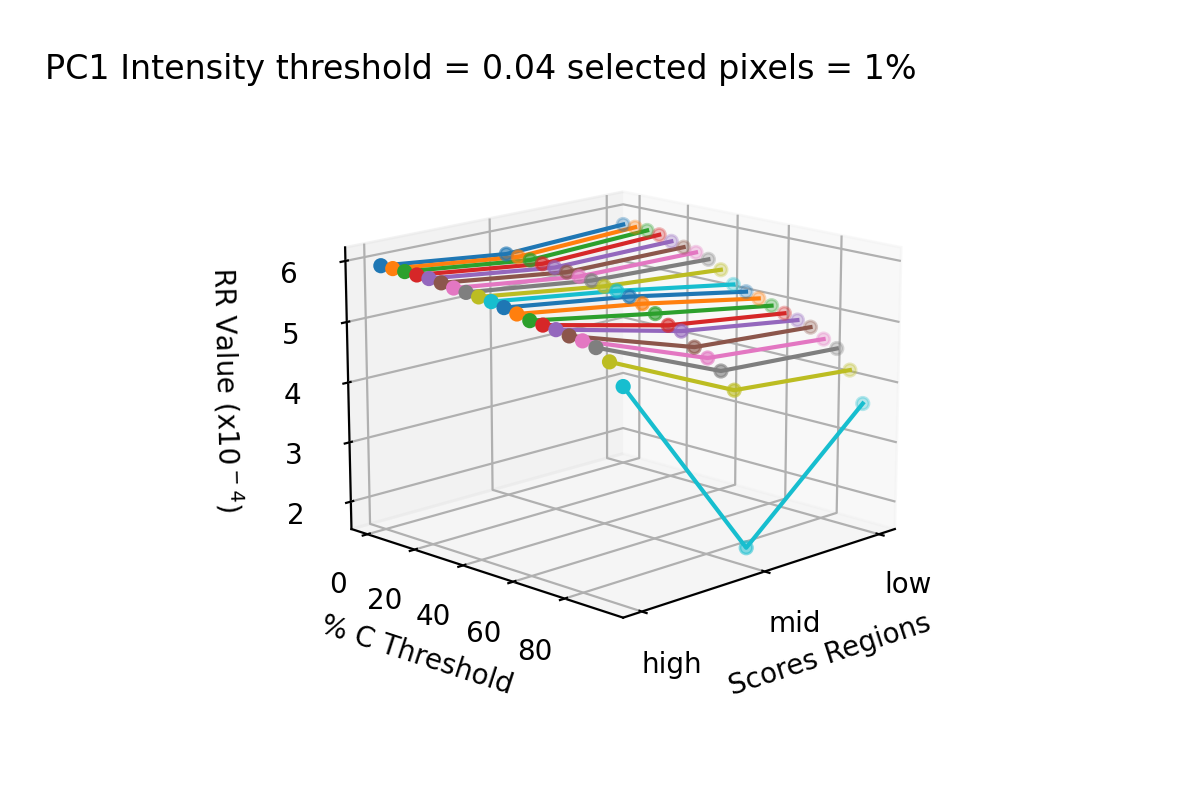 PC1 Intensity threshold = 0.04 selected pixels = 1%
RR Value (x10⁻⁴)
6
5
4
3
2
0
20
40
60
80
% C Threshold
high
mid
low
Scores Regions